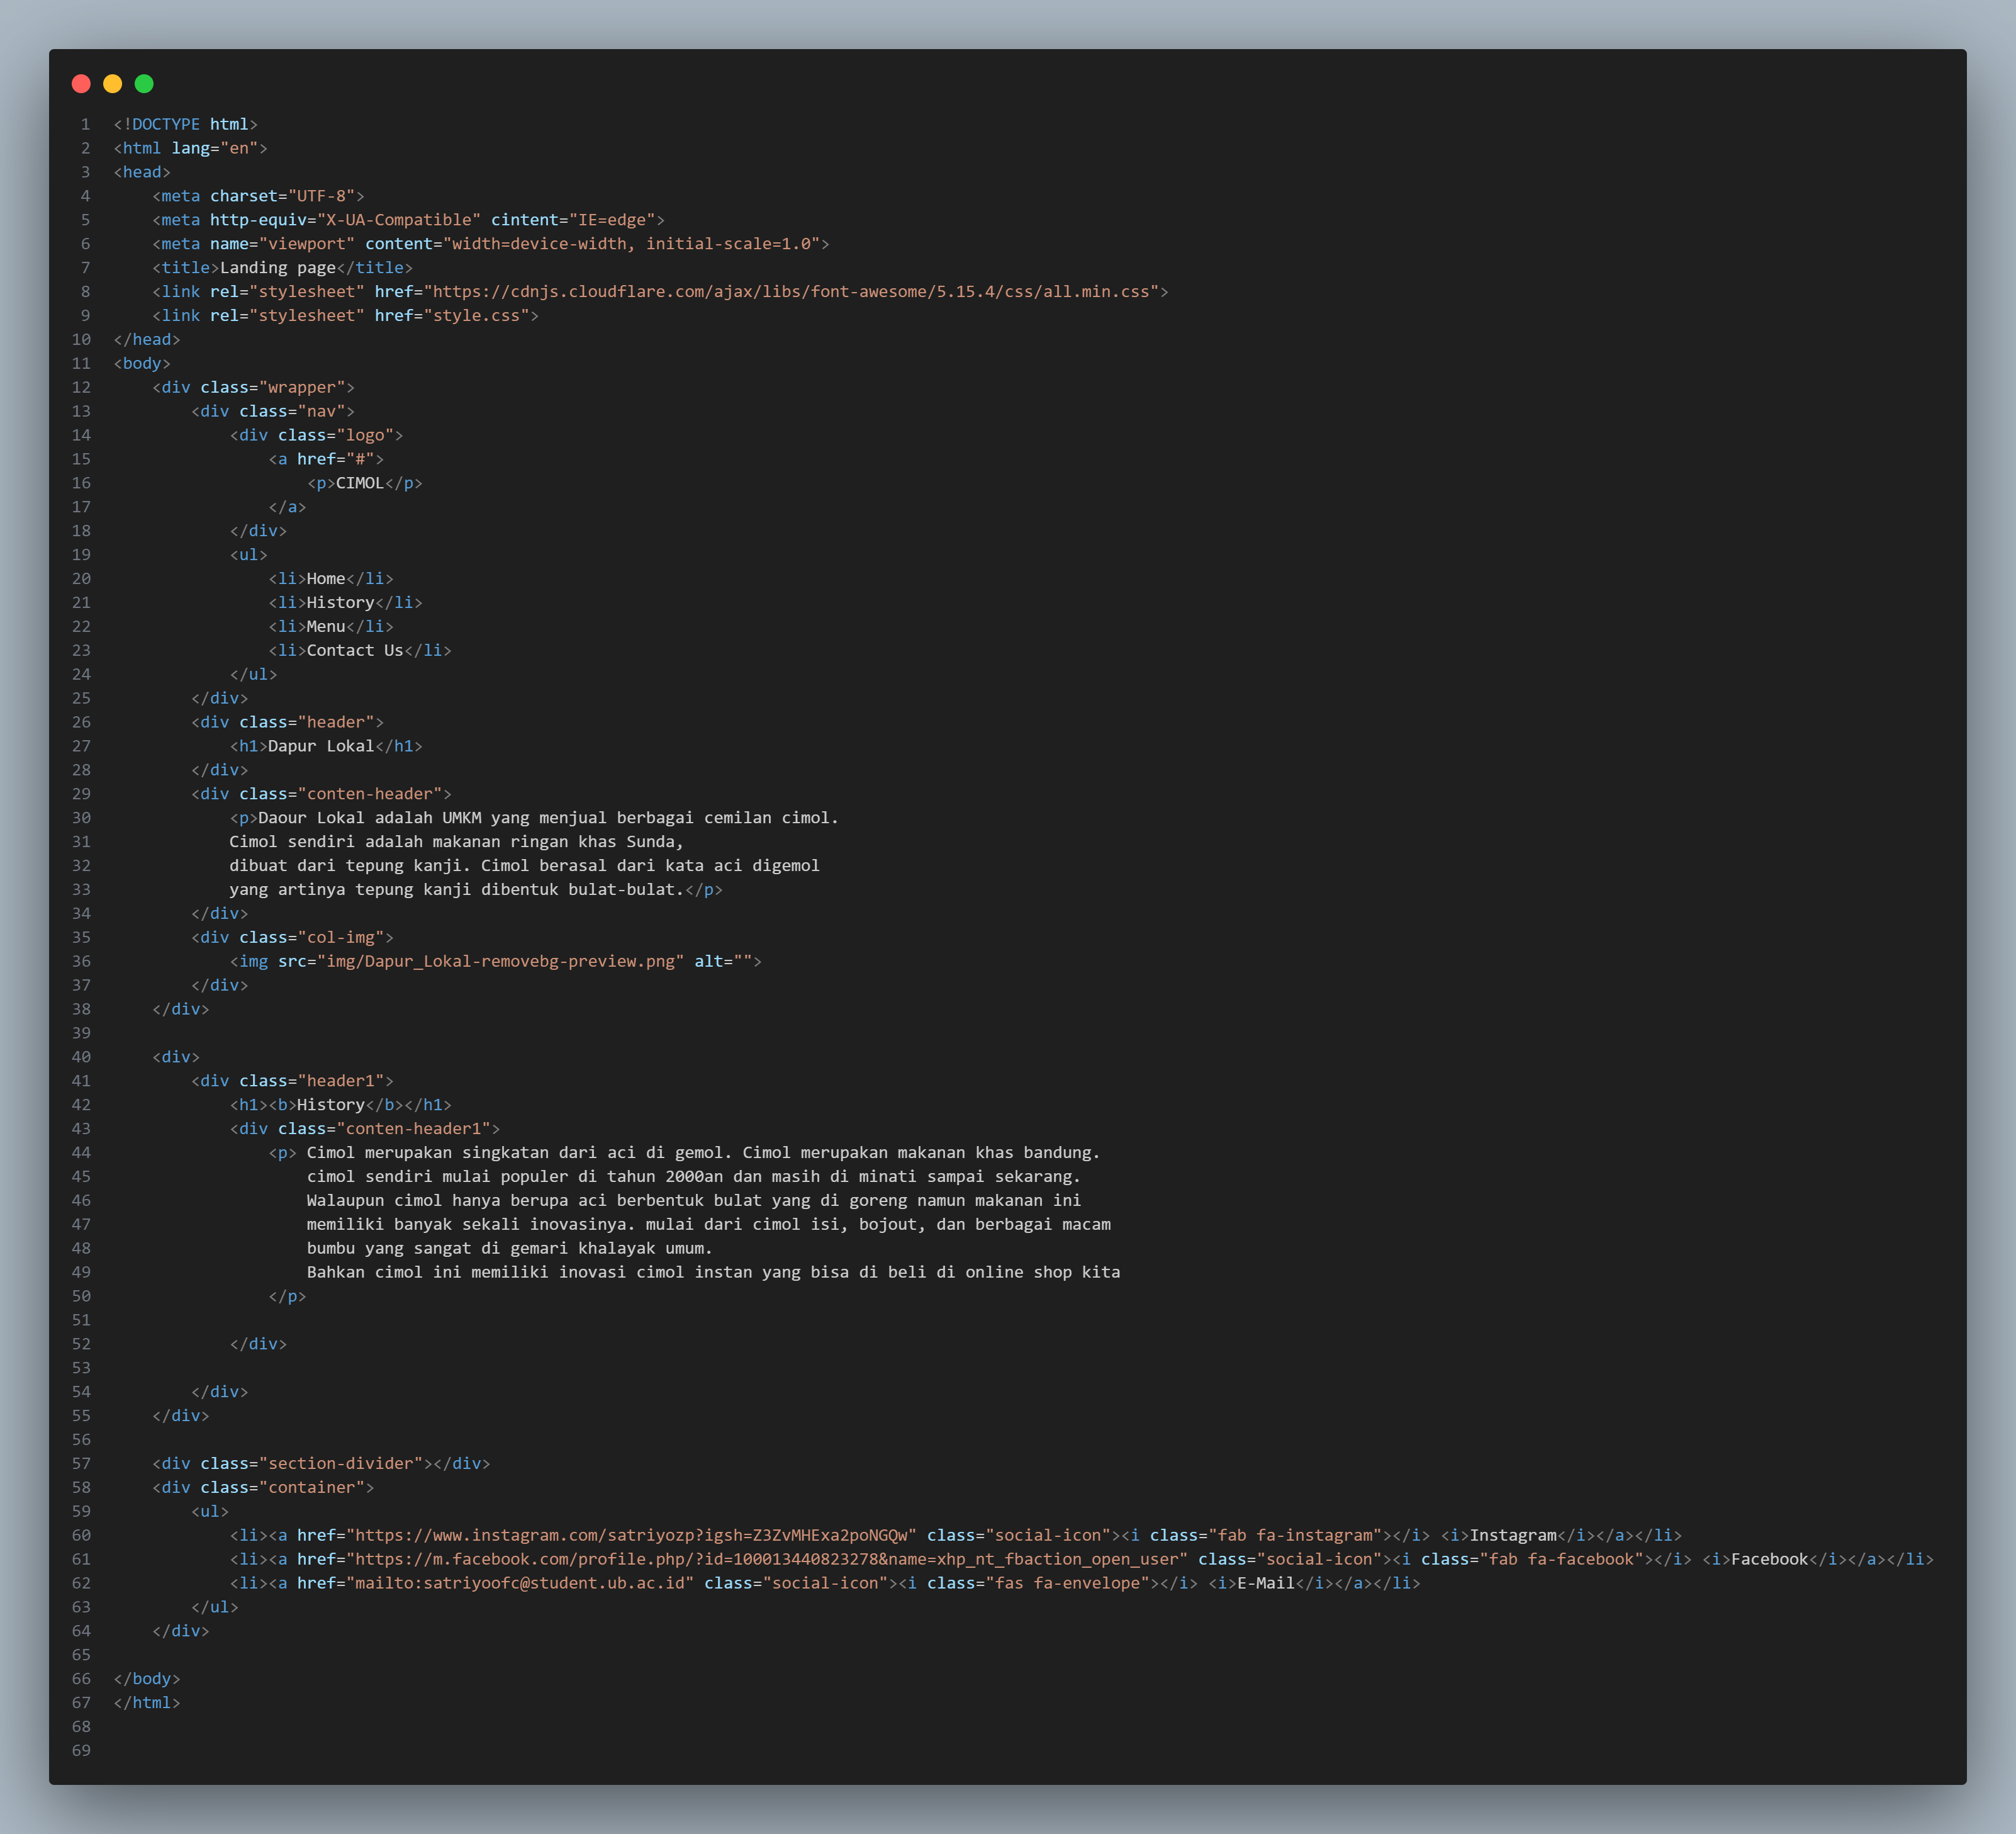 1 <!DOCTYPE html>
2 <html lang="en">
3 <head>
4     <meta charset="UTF-8">
5     <meta http-equiv="X-UA-Compatible" cintent="IE=edge">
6     <meta name="viewport" content="width=device-width, initial-scale=1.0">
7     <title>Landing page</title>
8     <link rel="stylesheet" href="https://cdnjs.cloudflare.com/ajax/libs/font-awesome/5.15.4/css/all.min.css">
9     <link rel="stylesheet" href="style.css">
10 </head>
11 <body>
12     <div class="wrapper">
13         <div class="nav">
14             <div class="logo">
15                 <a href="#">
16                     <p>CIMOL</p>
17                 </a>
18             </div>
19             <ul>
20                 <li>Home</li>
21                 <li>History</li>
22                 <li>Menu</li>
23                 <li>Contact Us</li>
24             </ul>
25         </div>
26         <div class="header">
27             <h1>Dapur Lokal</h1>
28         </div>
29         <div class="conten-header">
30             <p>Daour Lokal adalah UMKM yang menjual berbagai cemilan cimol.
31             Cimol sendiri adalah makanan ringan khas Sunda,
32             dibuat dari tepung kanji. Cimol berasal dari kata aci digemol
33             yang artinya tepung kanji dibentuk bulat-bulat.</p>
34         </div>
35         <div class="col-img">
36             <img src="img/Dapur_Lokal-removebg-preview.png" alt="">
37         </div>
38     </div>
39
40     <div>
41         <div class="header1">
42             <h1><b>History</b></h1>
43             <div class="conten-header1">
44                 <p> Cimol merupakan singkatan dari aci di gemol. Cimol merupakan makanan khas bandung.
45                     cimol sendiri mulai populer di tahun 2000an dan masih di minati sampai sekarang.
46                     Walaupun cimol hanya berupa aci berbentuk bulat yang di goreng namun makanan ini
47                     memiliki banyak sekali inovasinya. mulai dari cimol isi, bojout, dan berbagai macam
48                     bumbu yang sangat di gemari khalayak umum.
49                     Bahkan cimol ini memiliki inovasi cimol instan yang bisa di beli di online shop kita
50                 </p>
51
52             </div>
53
54         </div>
55     </div>
56
57     <div class="section-divider"></div>
58     <div class="container">
59         <ul>
60             <li><a href="https://www.instagram.com/satriyozp?igsh=Z3ZvMHExa2poNGQw" class="social-icon"><i class="fab fa-instagram"></i> <i>Instagram</i></a></li>
61             <li><a href="https://m.facebook.com/profile.php/?id=100013440823278&name=xhp_nt_fbaction_open_user" class="social-icon"><i class="fab fa-facebook"></i> <i>Facebook</i></a></li>
62             <li><a href="mailto:satriyoofc@student.ub.ac.id" class="social-icon"><i class="fas fa-envelope"></i> <i>E-Mail</i></a></li>
63         </ul>
64     </div>
65
66 </body>
67 </html>
68
69